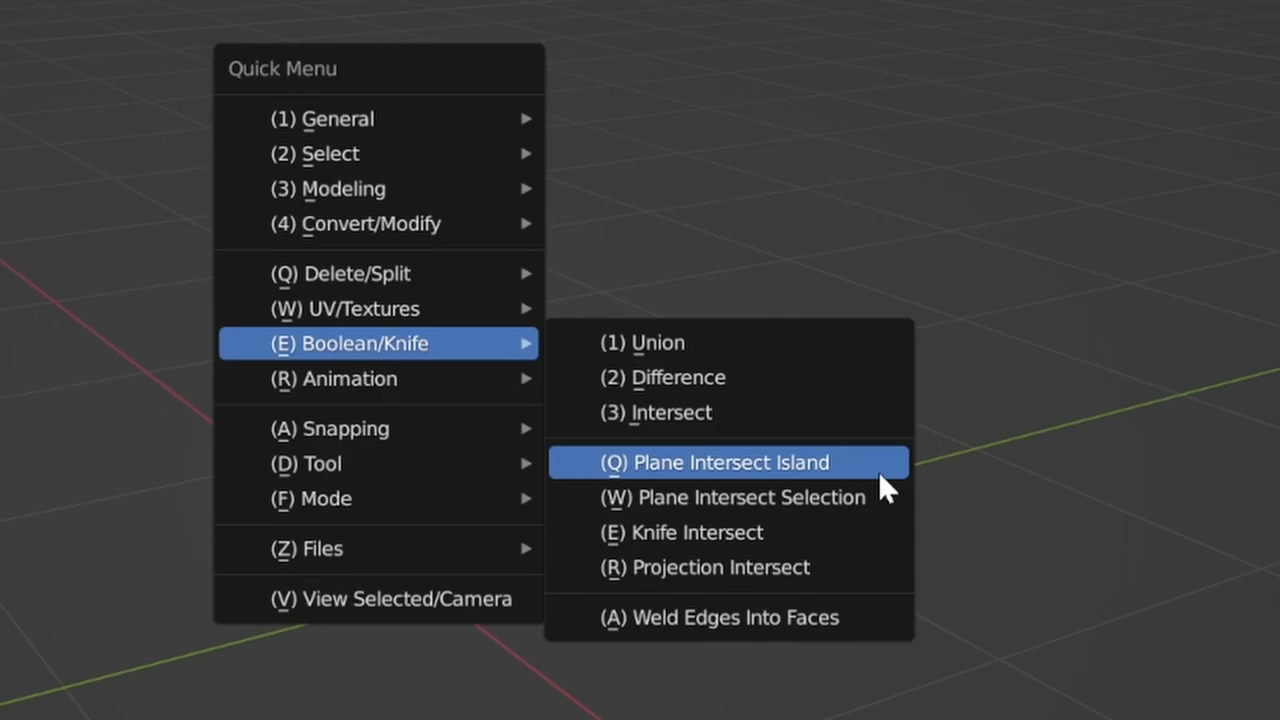 Quick Menu
(1) General
(2) Select
(3) Modeling
(4) Convert/Modify
(Q) Delete/Split
(W) UV/Textures
(E) Boolean/Knife
(R) Animation
(A) Snapping
(D) Tool
(F) Mode
(Z) Files
(V) View Selected/Camera
(1) Union
(2) Difference
(3) Intersect
(Q) Plane Intersect Island
(W) Plane Intersect Selection
(E) Knife Intersect
(R) Projection Intersect
(A) Weld Edges Into Faces